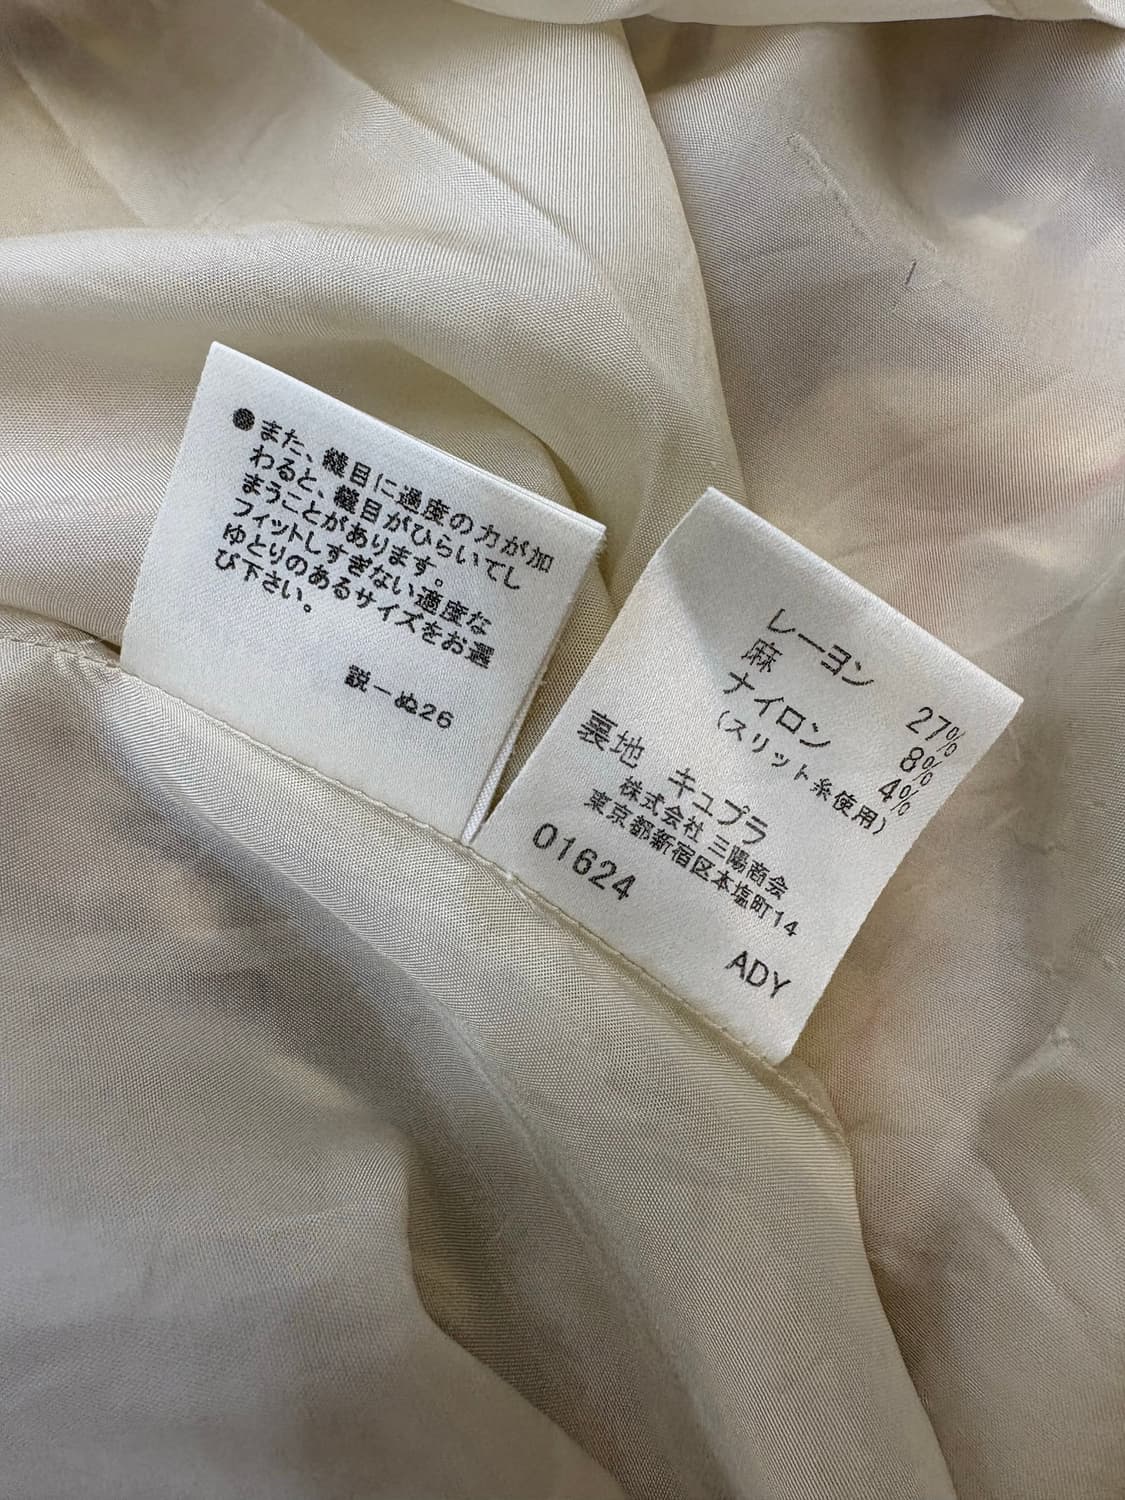 ●また、縫目に過度の力が加
わると、縫目がひらいてし
まうことがあります。
フィットしすぎない適度な
ゆとりのあるサイズをお選
び下さい。
説－ぬ26
レーヨン 27%
麻 8%
ナイロン 4%
(スリット糸使用)
裏地 キュプラ
株式会社 三陽商会
東京都新宿区本塩町14
01624
ADY